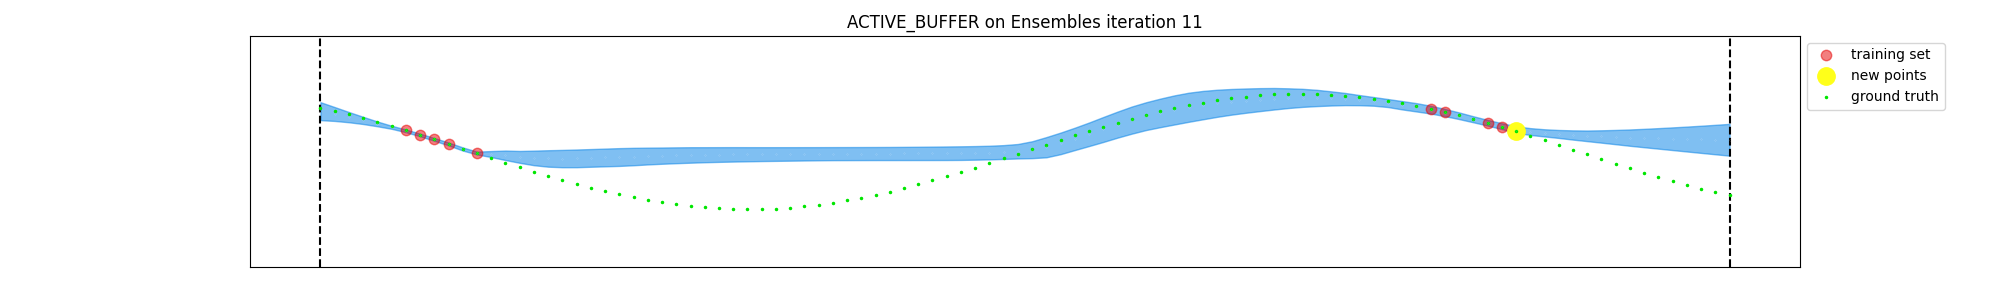 ACTIVE_BUFFER on Ensembles iteration 11
training set
new points
ground truth